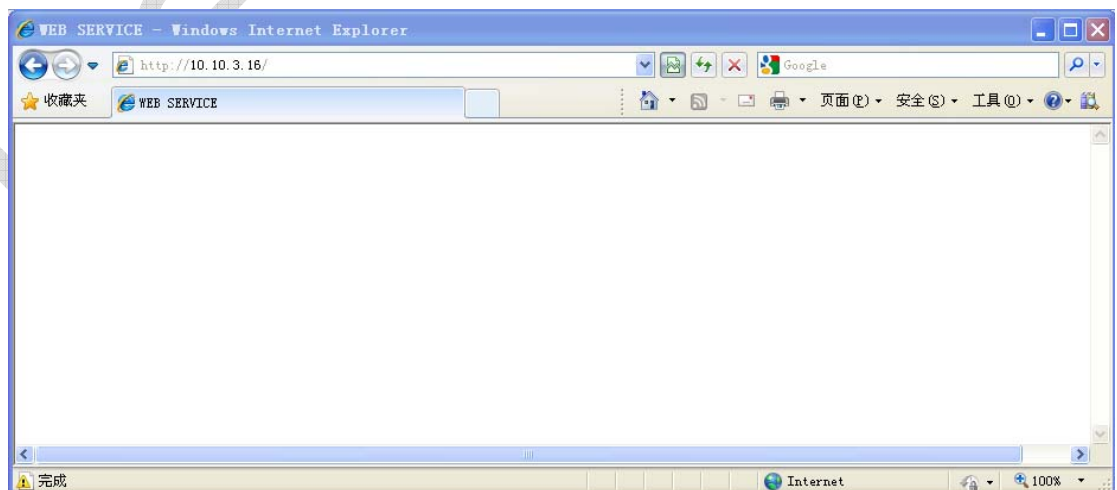 WEB SERVICE - Windows Internet Explorer
http://10.10.3.16/
Google
收藏夹
WEB SERVICE
页面(P)
安全(S)
工具(O)
完成
Internet
100%